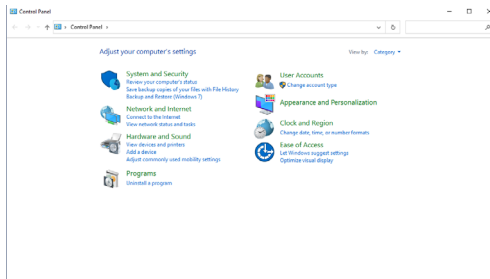 Control Panel
Control Panel
Adjust your computer's settings
View by: Category
System and Security
Review your computer's status
Save backup copies of your files with File History
Backup and Restore (Windows 7)
Network and Internet
Connect to the Internet
View network status and tasks
Hardware and Sound
View devices and printers
Add a device
Adjust commonly used mobility settings
Programs
Uninstall a program
User Accounts
Change account type
Appearance and Personalization
Clock and Region
Change date, time, or number formats
Ease of Access
Let Windows suggest settings
Optimize visual display